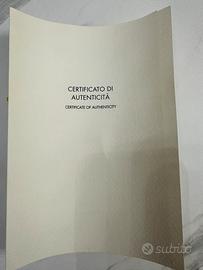 CERTIFICATO DI
AUTENTICITÀ
CERTIFICATE OF AUTHENTICITY
subito